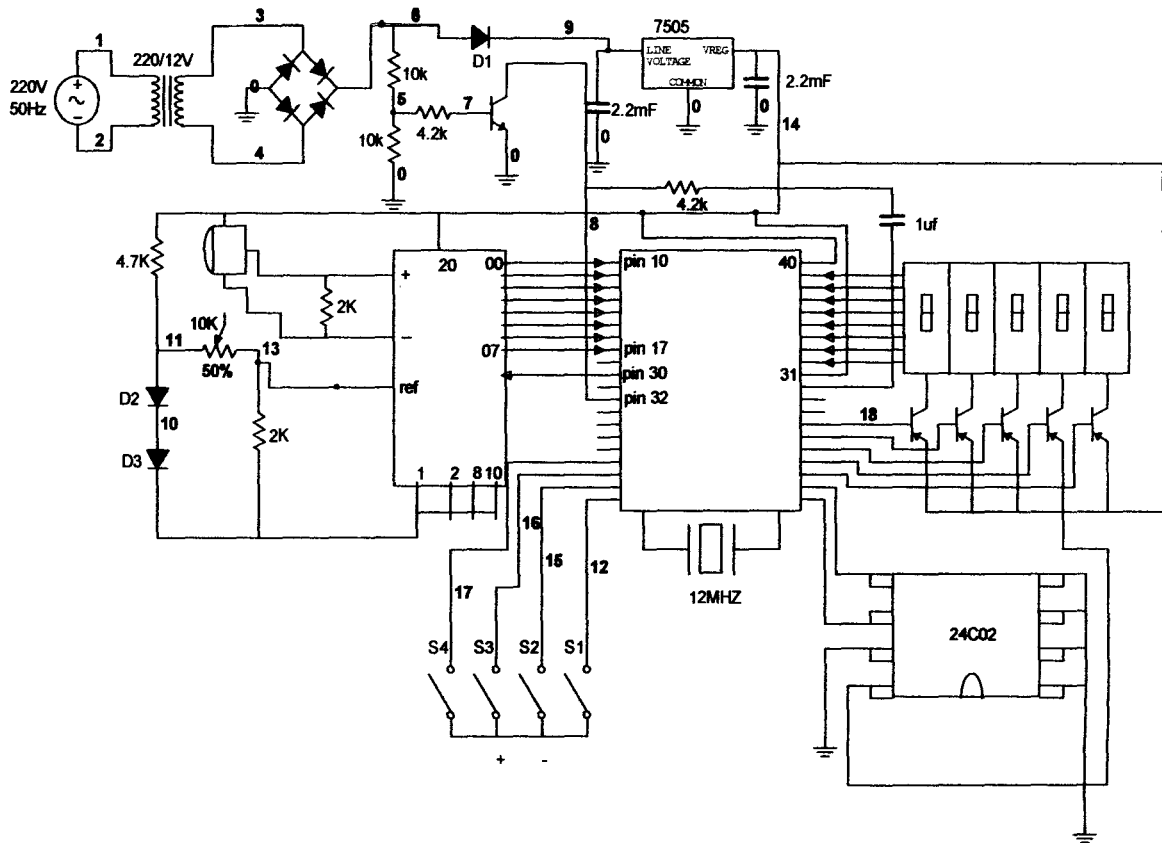 3
6
9
7505
1
220/12V
LINE VOLTAGE
VREG
D1
10k
COMMON
2.2mF
220V
50Hz
0
5
7
4.2k
2.2mF
0
0
0
14
2
4
10k
0
0
0
4.2k
8
1uf
4.7K
20
00
pin 10
40
+
2K
10K
11
13
07
pin 17
50%
ref
pin 30
31
D2
pin 32
10
18
2K
D3
1
2
8
10
16
15
12
17
12MHZ
24C02
S4
S3
S2
S1
+
-